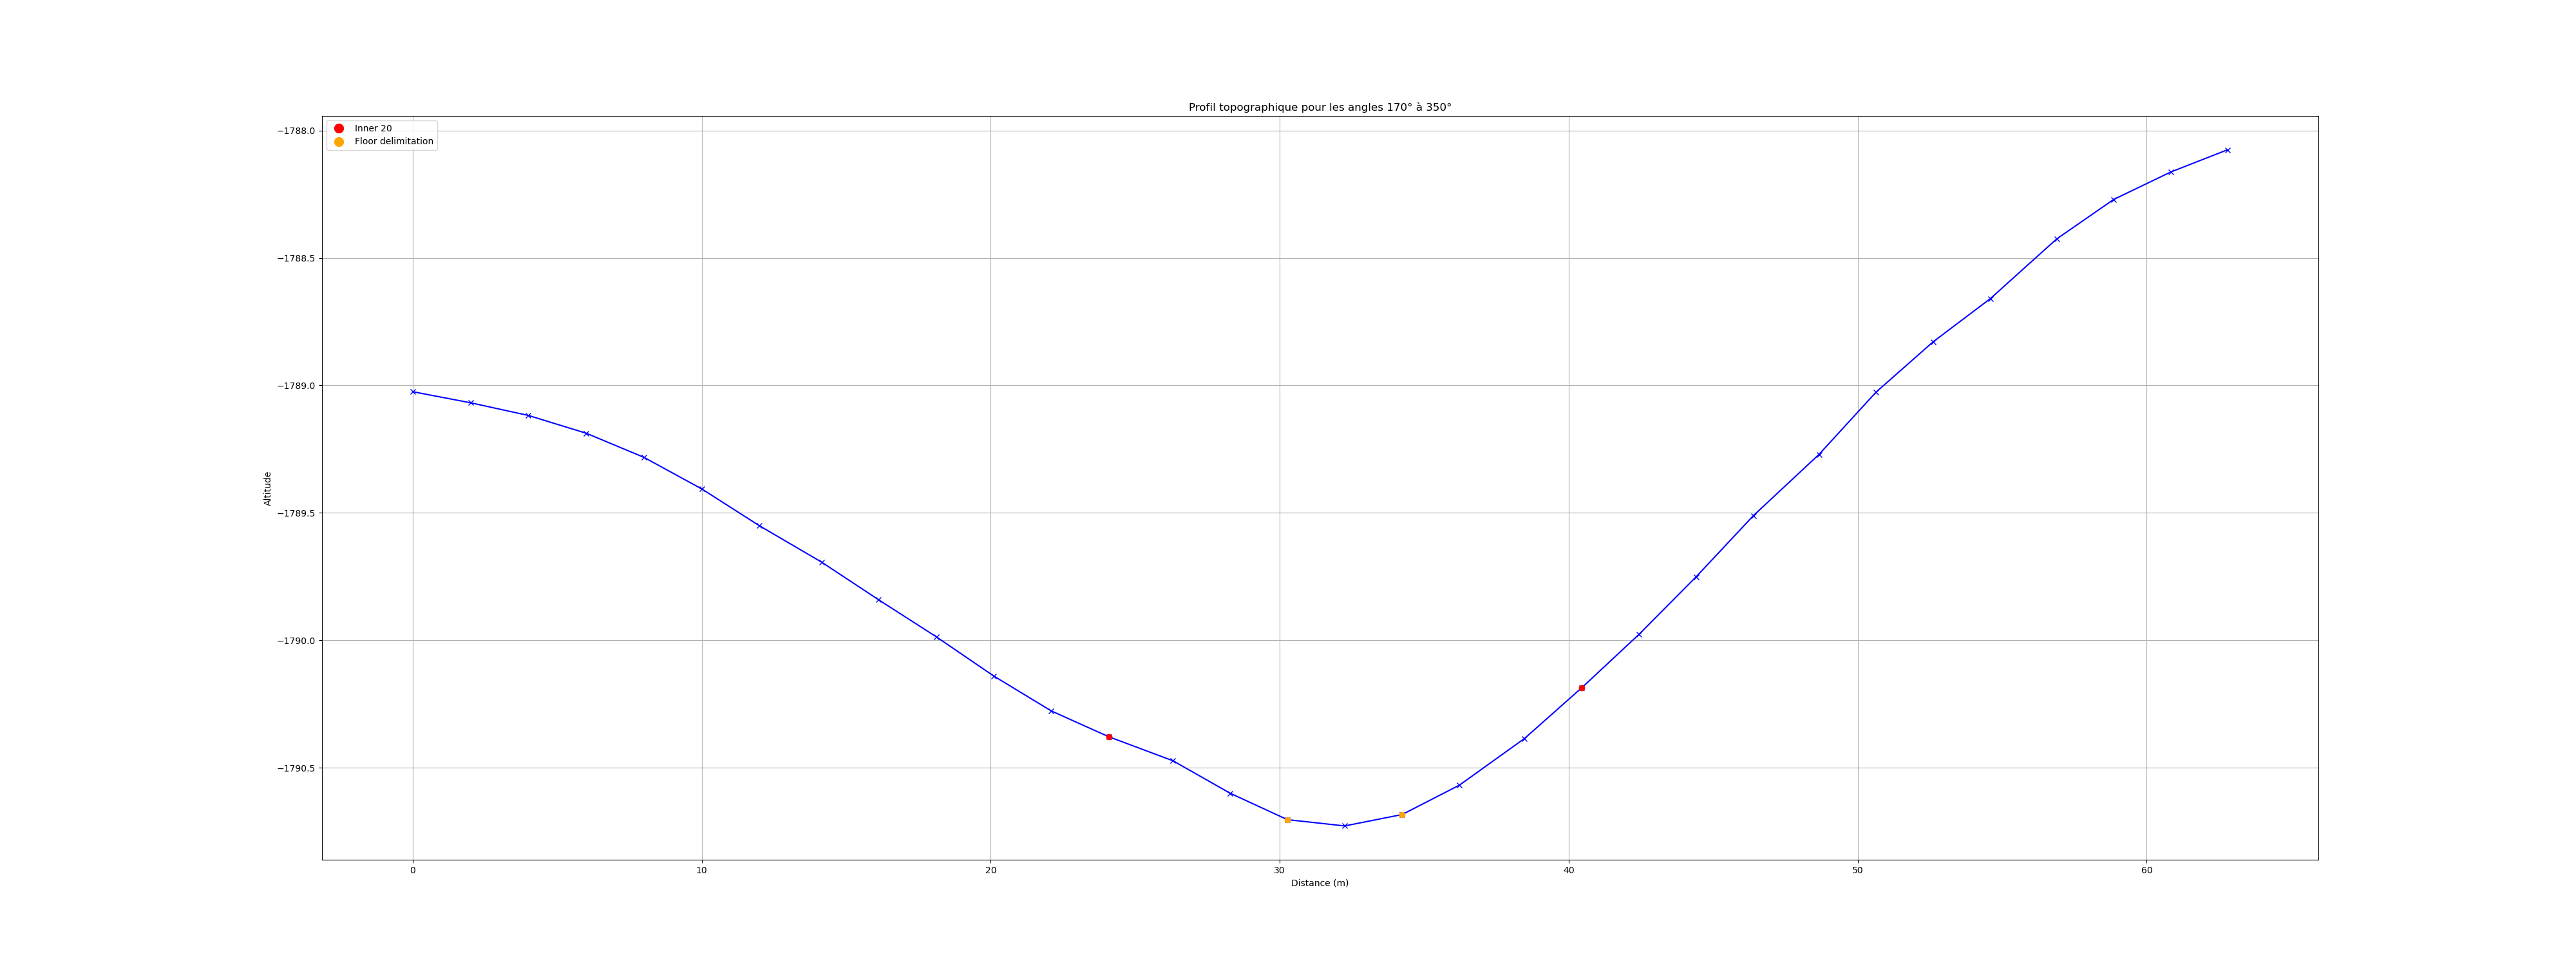 Profil topographique pour les angles 170° à 350°
Inner 20
Floor delimitation
−1788.0
−1788.5
−1789.0
−1789.5
−1790.0
−1790.5
Altitude
0 10 20 30 40 50 60
Distance (m)